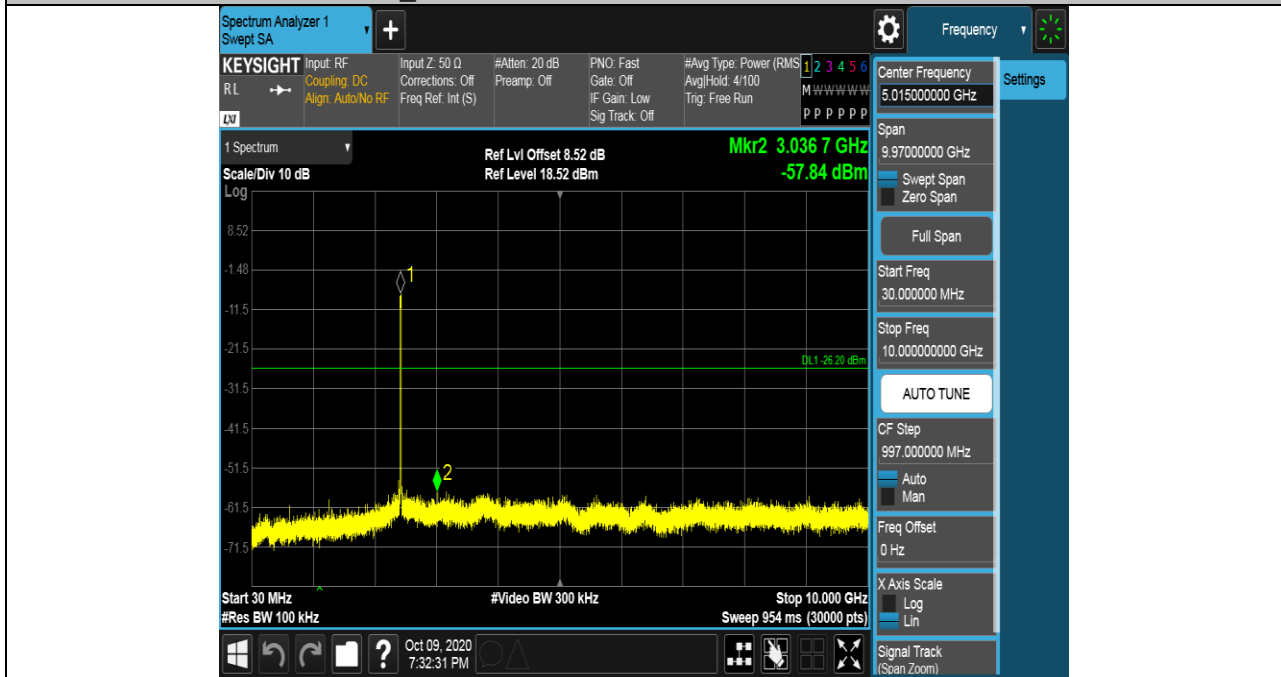 Spectrum Analyzer 1
Swept SA
+
Frequency
KEYSIGHT
RL
LXI
Input: RF
Coupling: DC
Align: Auto/No RF
Input Z: 50 Ω
Corrections: Off
Freq Ref: Int (S)
#Atten: 20 dB
Preamp: Off
PNO: Fast
Gate: Off
IF Gain: Low
Sig Track: Off
#Avg Type: Power (RMS
Avg|Hold: 4/100
Trig: Free Run
1 2 3 4 5 6
M W W W W W
P P P P P P
1 Spectrum
Scale/Div 10 dB
Ref Lvl Offset 8.52 dB
Ref Level 18.52 dBm
Mkr2 3.036 7 GHz
-57.84 dBm
Log
8.52
-1.48
-11.5
-21.5
-31.5
-41.5
-51.5
-61.5
-71.5
1
2
DL1 -26.20 dBm
Start 30 MHz
#Res BW 100 kHz
#Video BW 300 kHz
Stop 10.000 GHz
Sweep 954 ms (30000 pts)
Center Frequency
5.015000000 GHz
Settings
Span
9.97000000 GHz
Swept Span
Zero Span
Full Span
Start Freq
30.000000 MHz
Stop Freq
10.000000000 GHz
AUTO TUNE
CF Step
997.000000 MHz
Auto
Man
Freq Offset
0 Hz
X Axis Scale
Log
Lin
Signal Track
(Span Zoom)
?
Oct 09, 2020
7:32:31 PM